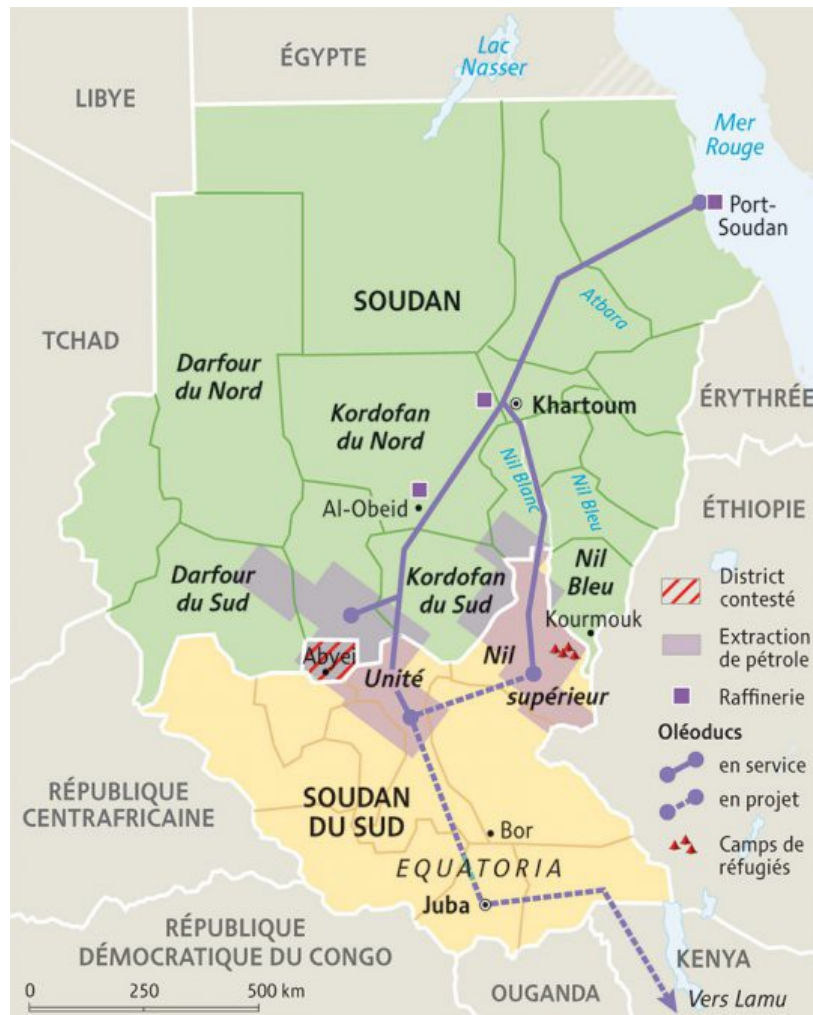 ÉGYPTE
Lac
Nasser
LIBYE
Mer
Rouge
Port-
Soudan
SOUDAN
Atbara
TCHAD
Darfour
du Nord
ÉRYTHRÉE
Kordofan
du Nord
Khartoum
Nil Blanc
Nil Bleu
Al-Obeid
ÉTHIOPIE
Darfour
du Sud
Kordofan
du Sud
Nil
Bleu
Kourmouk
District
contesté
Extraction
de pétrole
Raffinerie
Oléoducs
en service
en projet
Camps de
réfugiés
Abyei
Unité
Nil
supérieur
RÉPUBLIQUE
CENTRAFRICAINE
SOUDAN
DU SUD
Bor
EQUATORIA
Juba
RÉPUBLIQUE
DÉMOCRATIQUE DU CONGO
OUGANDA
KENYA
Vers Lamu
0 250 500 km